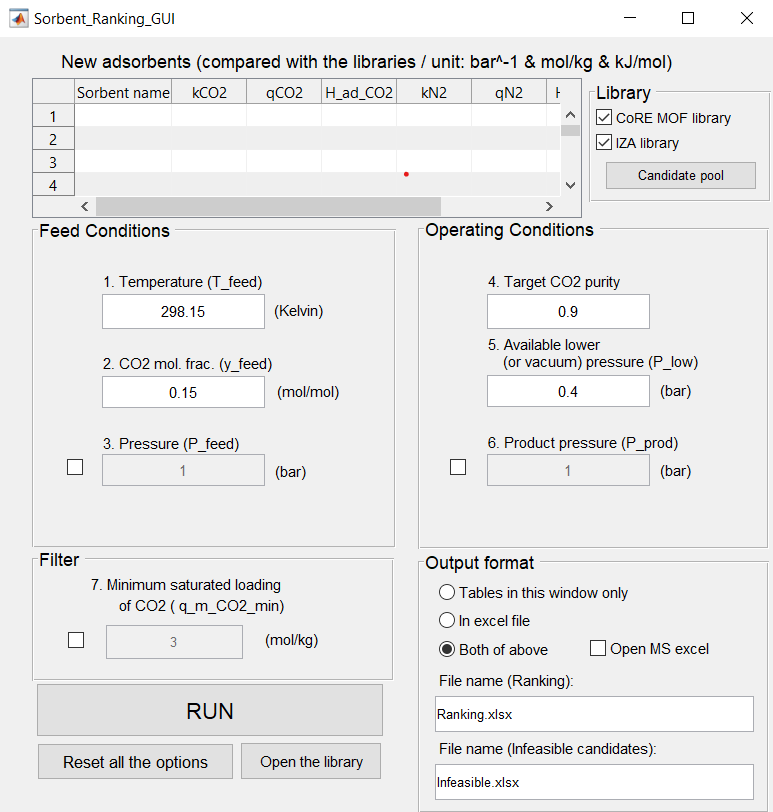 Sorbent_Ranking_GUI
New adsorbents (compared with the libraries / unit: bar^-1 & mol/kg & kJ/mol)
Sorbent name kCO2 qCO2 H_ad_CO2 kN2 qN2 H
1
2
3
4
Library
CoRE MOF library
IZA library
Candidate pool
Feed Conditions
1. Temperature (T_feed)
298.15 (Kelvin)
2. CO2 mol. frac. (y_feed)
0.15 (mol/mol)
3. Pressure (P_feed)
1 (bar)
Operating Conditions
4. Target CO2 purity
0.9
5. Available lower
(or vacuum) pressure (P_low)
0.4 (bar)
6. Product pressure (P_prod)
1 (bar)
Filter
7. Minimum saturated loading
of CO2 ( q_m_CO2_min)
3 (mol/kg)
RUN
Reset all the options Open the library
Output format
Tables in this window only
In excel file
Both of above Open MS excel
File name (Ranking):
Ranking.xlsx
File name (Infeasible candidates):
Infeasible.xlsx